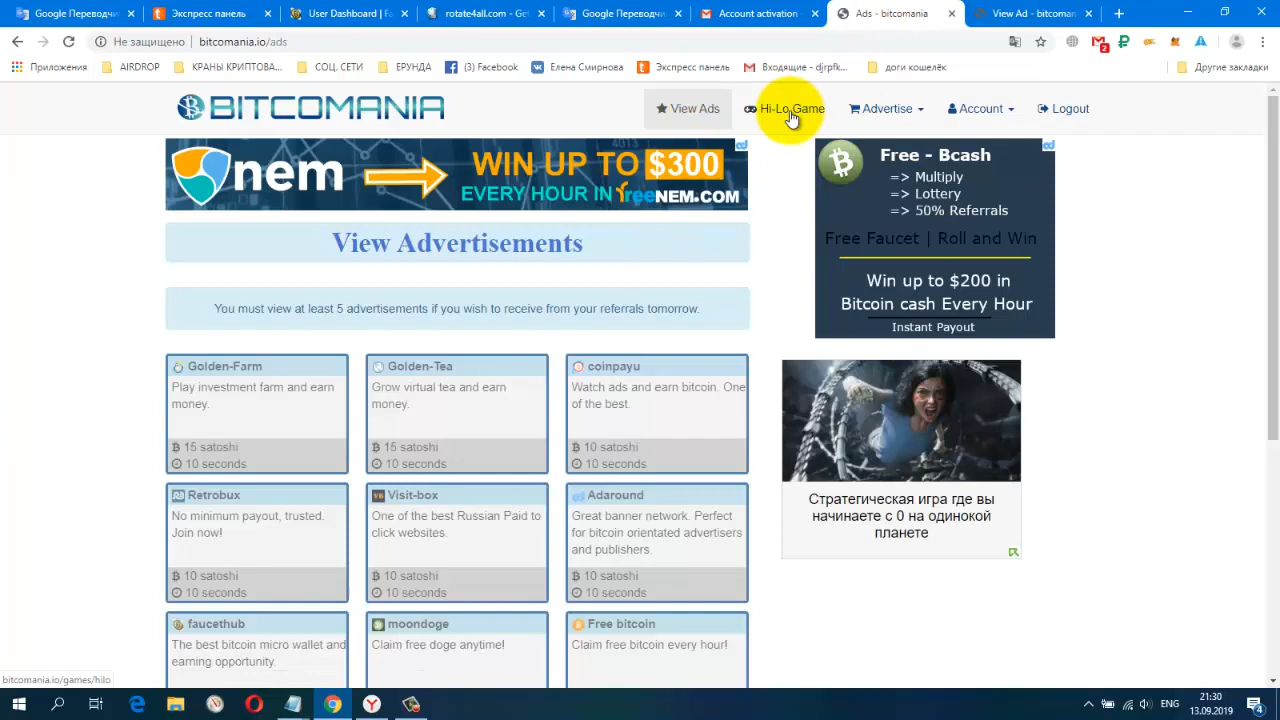 Google Переводчи
Экспресс панель
User Dashboard | Fo
rotate4all.com - Get
Google Переводчи
Account activation -
Ads - bitcomania
View Ad - bitcoman
Не защищено
bitcomania.io/ads
2
Приложения
AIRDROP
КРАНЫ КРИПТОВА...
СОЦ. СЕТИ
ЕРУНДА
(3) Facebook
Елена Смирнова
Экспресс панель
Входящие - djrpfk...
доги кошелёк
Другие закладки
BITCOMANIA
View Ads
Hi-Lo Game
Advertise
Account
Logout
nem
WIN UP TO $300
EVERY HOUR IN freeNEM.COM
Free - Bcash
=> Multiply
=> Lottery
=> 50% Referrals
Free Faucet | Roll and Win
Win up to $200 in
Bitcoin cash Every Hour
Instant Payout
View Advertisements
You must view at least 5 advertisements if you wish to receive from your referrals tomorrow.
Golden-Farm
Play investment farm and earn
money.
15 satoshi
10 seconds
Golden-Tea
Grow virtual tea and earn
money.
15 satoshi
10 seconds
coinpayu
Watch ads and earn bitcoin. One
of the best.
10 satoshi
10 seconds
Стратегическая игра где вы
начинаете с 0 на одинокой
планете
Retrobux
No minimum payout, trusted.
Join now!
10 satoshi
10 seconds
Visit-box
One of the best Russian Paid to
click websites.
10 satoshi
10 seconds
Adaround
Great banner network. Perfect
for bitcoin orientated advertisers
and publishers.
10 satoshi
10 seconds
faucethub
The best bitcoin micro wallet and
earning opportunity.
moondoge
Claim free doge anytime!
Free bitcoin
Claim free bitcoin every hour!
bitcomania.io/games/hilo
ENG
21:30
13.09.2019
4